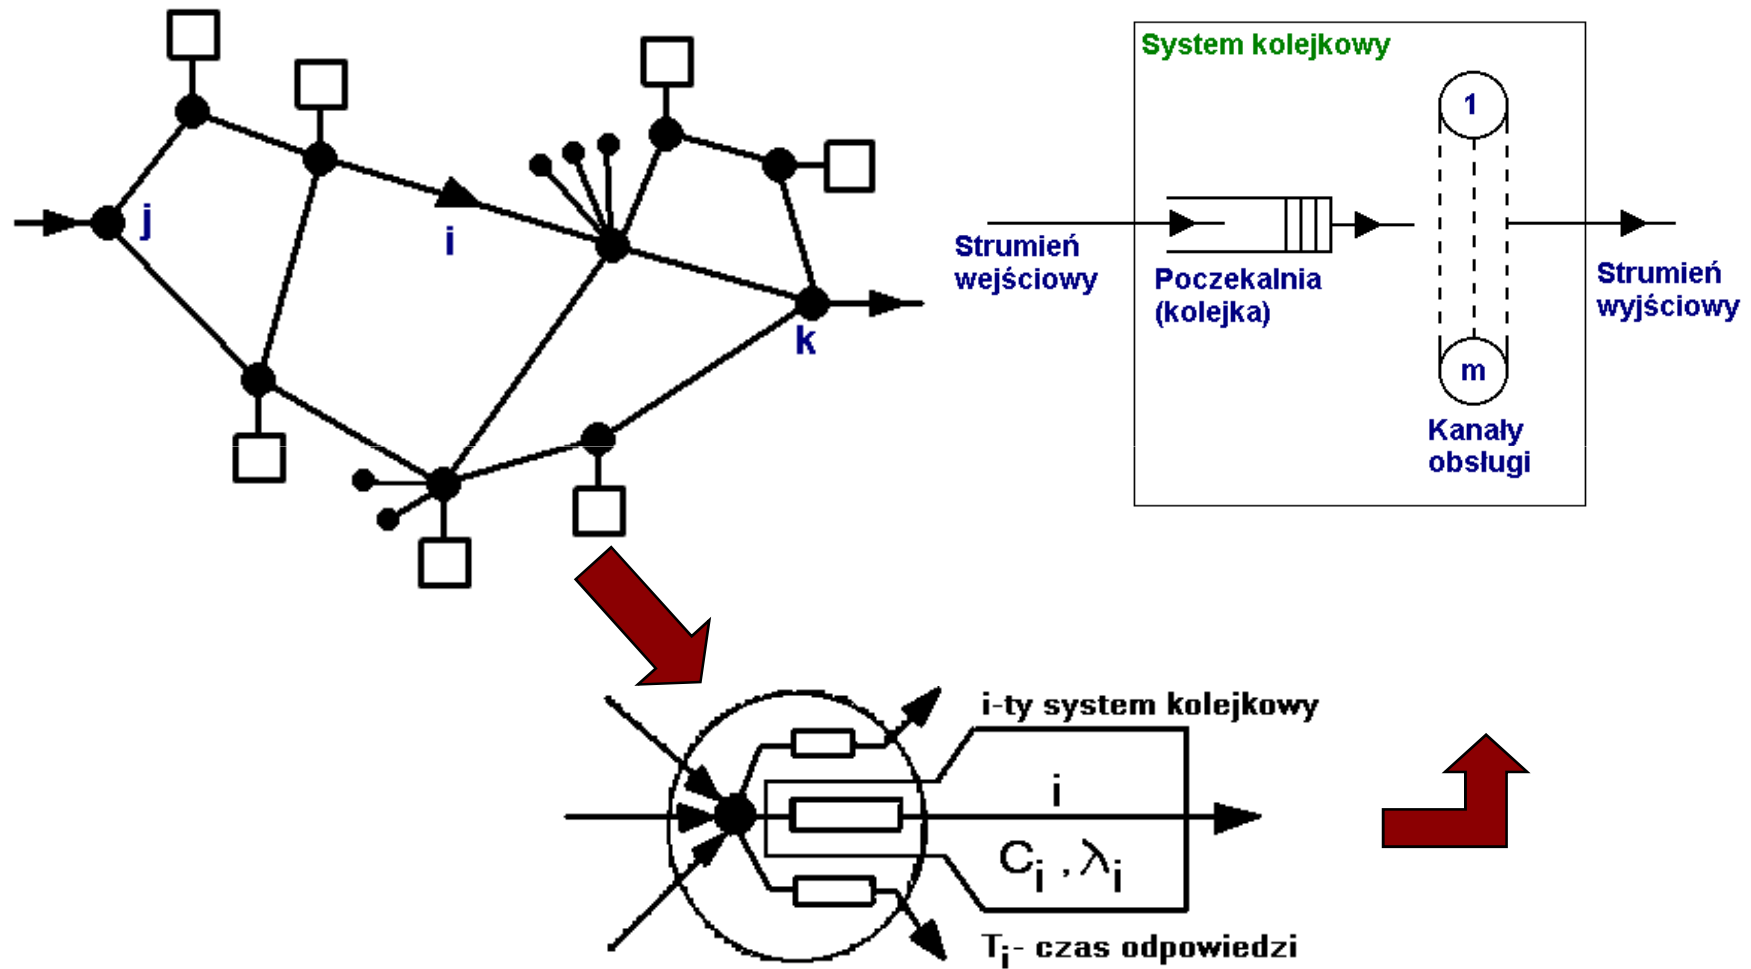 j
i
k
System kolejkowy
1
Strumień
wejściowy
Poczekalnia
(kolejka)
m
Kanały
obsługi
Strumień
wyjściowy
i-ty system kolejkowy
i
Ci , λi
Ti- czas odpowiedzi